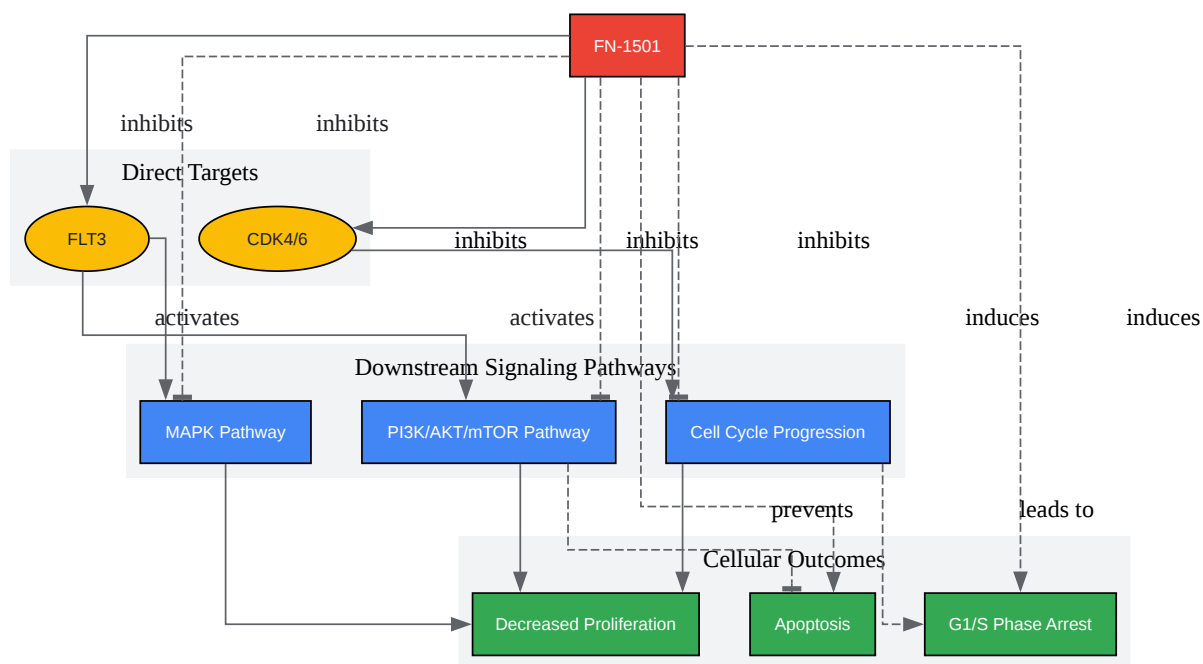 FN-1501
inhibits
inhibits
Direct Targets
FLT3
CDK4/6
inhibits
inhibits
inhibits
activates
activates
induces
induces
Downstream Signaling Pathways
MAPK Pathway
PI3K/AKT/mTOR Pathway
Cell Cycle Progression
prevents
leads to
Cellular Outcomes
Decreased Proliferation
Apoptosis
G1/S Phase Arrest